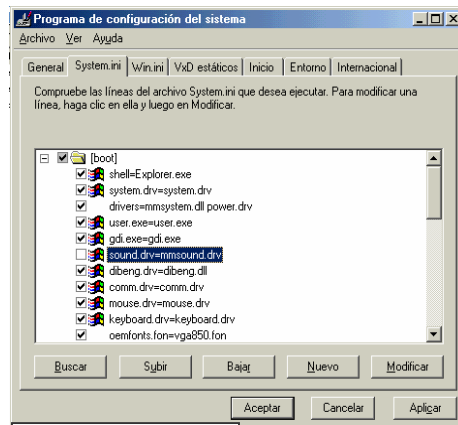 Programa de configuración del sistema
Archivo Ver Ayuda
General System.ini Win.ini VxD estáticos Inicio Entorno Internacional
Compruebe las líneas del archivo System.ini que desea ejecutar. Para modificar una
línea, haga clic en ella y luego en Modificar.
[boot]
shell=Explorer.exe
system.drv=system.drv
drivers=mmsystem.dll power.drv
user.exe=user.exe
gdi.exe=gdi.exe
sound.drv=mmsound.drv
dibeng.drv=dibeng.dll
comm.drv=comm.drv
mouse.drv=mouse.drv
keyboard.drv=keyboard.drv
oemfonts.fon=vga850.fon
Buscar Subir Bajar Nuevo Modificar
Aceptar Cancelar Aplicar